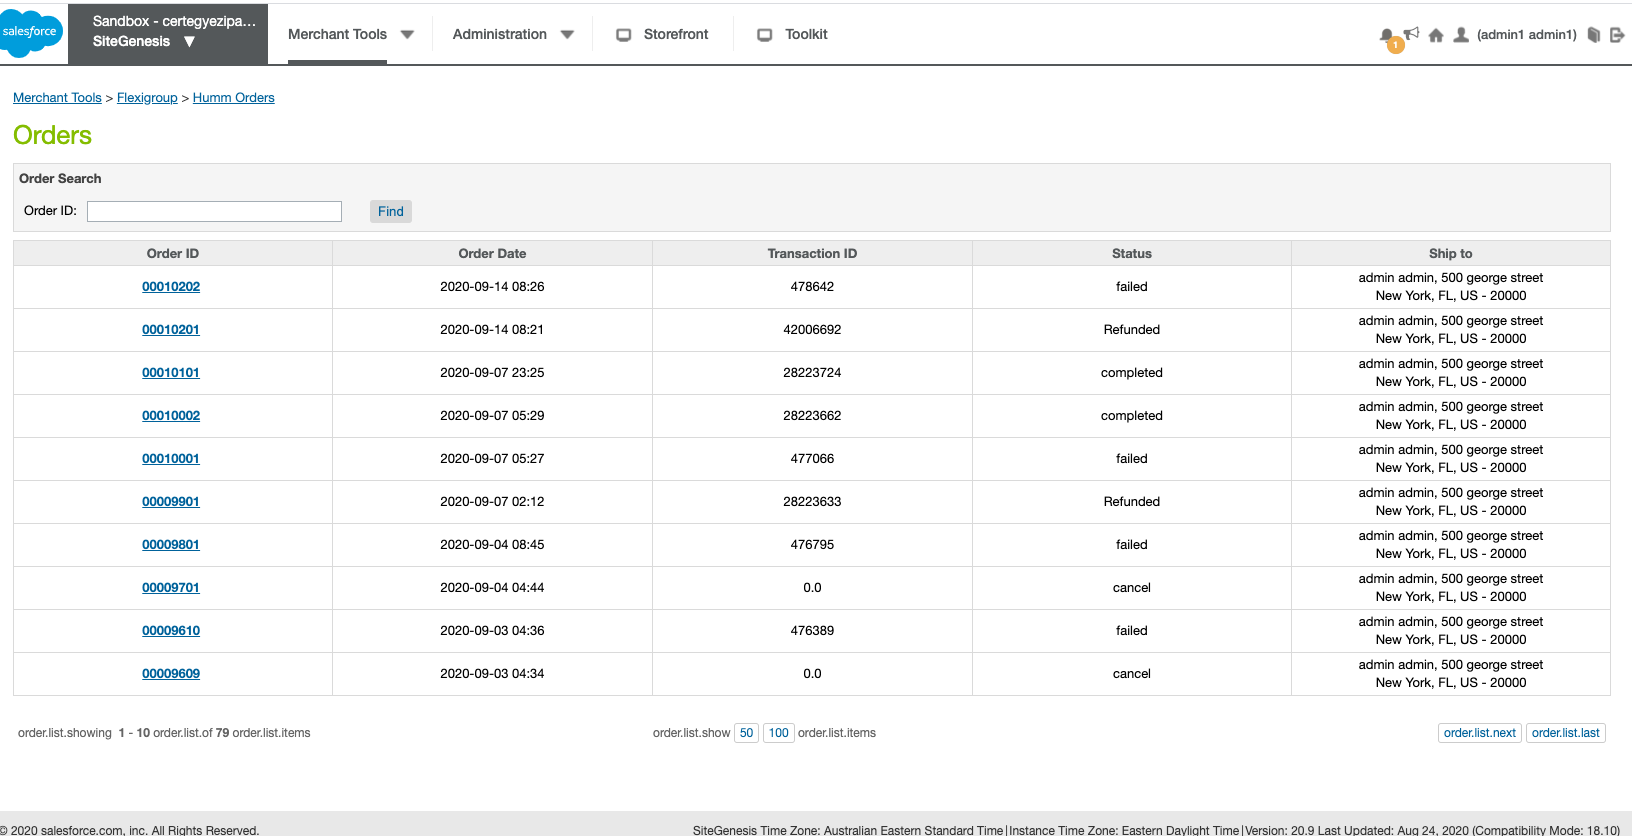 salesforce
Sandbox - certegyezipa...
SiteGenesis ▼
Merchant Tools
Administration
Storefront
Toolkit
1
(admin1 admin1)
Merchant Tools > Flexigroup > Humm Orders
Orders
Order Search
Order ID:
Find
Order ID Order Date Transaction ID Status Ship to
00010202 2020-09-14 08:26 478642 failed admin admin, 500 george street
New York, FL, US - 20000
00010201 2020-09-14 08:21 42006692 Refunded admin admin, 500 george street
New York, FL, US - 20000
00010101 2020-09-07 23:25 28223724 completed admin admin, 500 george street
New York, FL, US - 20000
00010002 2020-09-07 05:29 28223662 completed admin admin, 500 george street
New York, FL, US - 20000
00010001 2020-09-07 05:27 477066 failed admin admin, 500 george street
New York, FL, US - 20000
00009901 2020-09-07 02:12 28223633 Refunded admin admin, 500 george street
New York, FL, US - 20000
00009801 2020-09-04 08:45 476795 failed admin admin, 500 george street
New York, FL, US - 20000
00009701 2020-09-04 04:44 0.0 cancel admin admin, 500 george street
New York, FL, US - 20000
00009610 2020-09-03 04:36 476389 failed admin admin, 500 george street
New York, FL, US - 20000
00009609 2020-09-03 04:34 0.0 cancel admin admin, 500 george street
New York, FL, US - 20000
order.list.showing 1 - 10 order.list.of 79 order.list.items
order.list.show 50 100 order.list.items
order.list.next order.list.last
© 2020 salesforce.com, inc. All Rights Reserved.
SiteGenesis Time Zone: Australian Eastern Standard Time | Instance Time Zone: Eastern Daylight Time | Version: 20.9 Last Updated: Aug 24, 2020 (Compatibility Mode: 18.10)